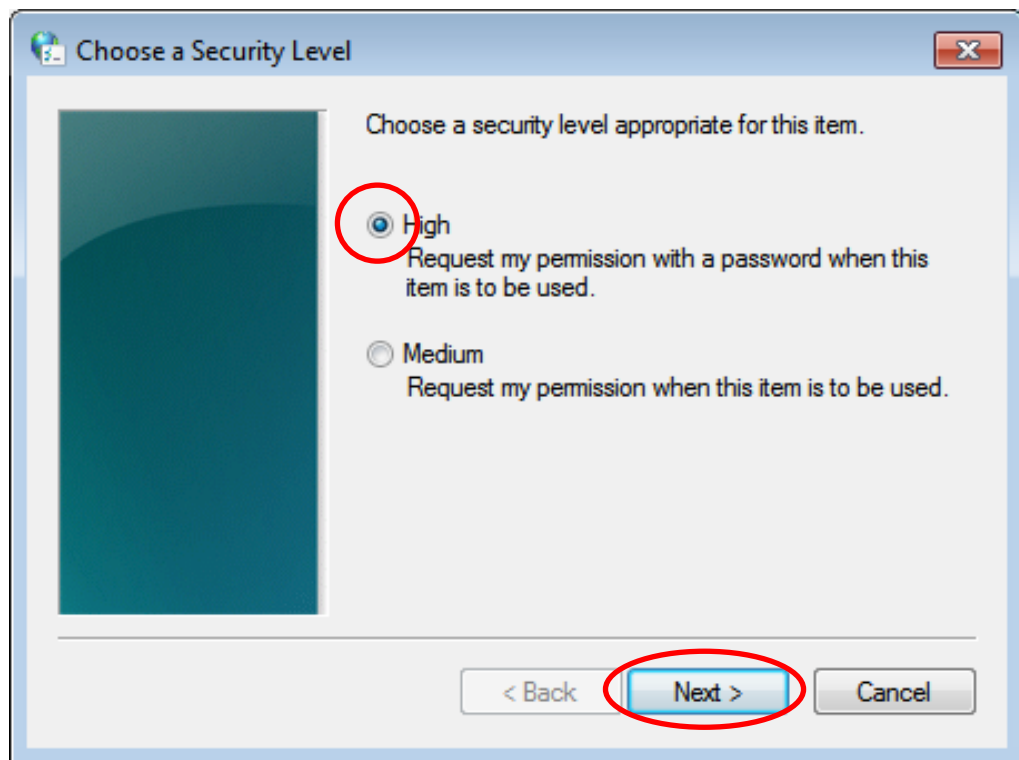 Choose a Security Level
Choose a security level appropriate for this item.
High
Request my permission with a password when this
item is to be used.
Medium
Request my permission when this item is to be used.
< Back
Next >
Cancel